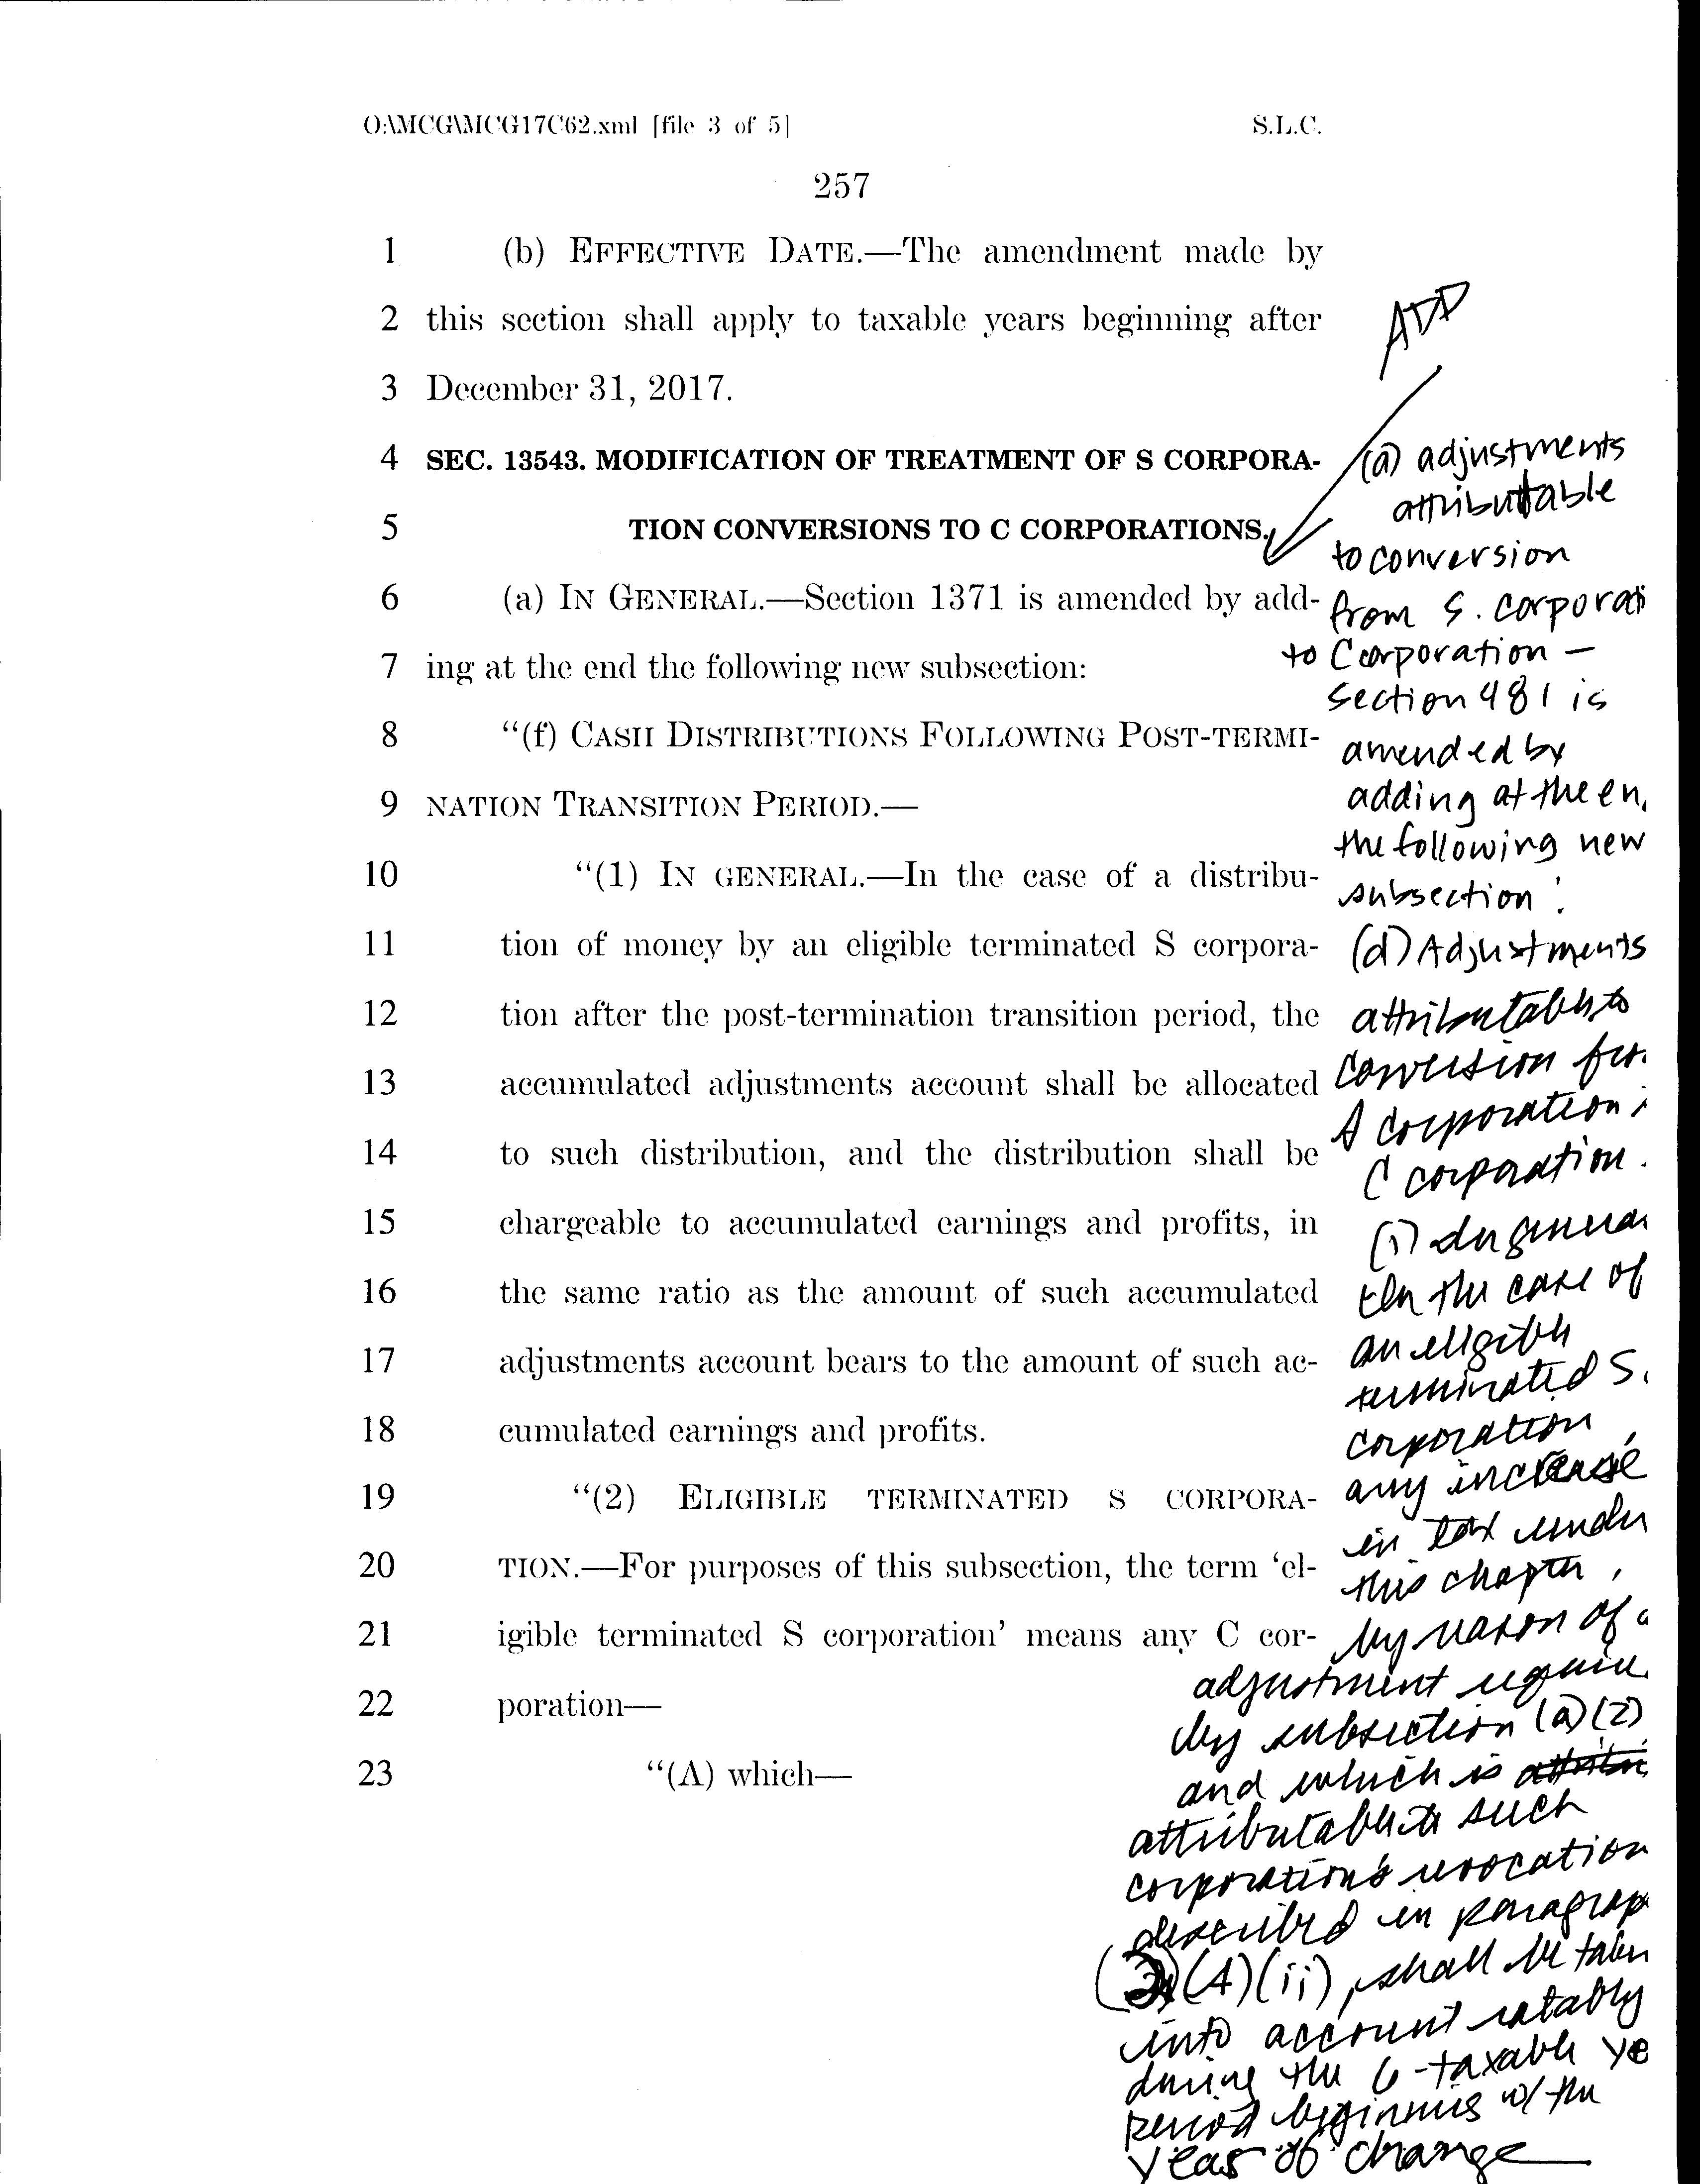 O:\MCG\MCG17C62.xml [file 3 of 5]
S.L.C.
257
1 (b) EFFECTIVE DATE.—The amendment made by
2 this section shall apply to taxable years beginning after
3 December 31, 2017.
4 SEC. 13543. MODIFICATION OF TREATMENT OF S CORPORA-
5 TION CONVERSIONS TO C CORPORATIONS.
6 (a) IN GENERAL.—Section 1371 is amended by add-
7 ing at the end the following new subsection:
8 “(f) CASH DISTRIBUTIONS FOLLOWING POST-TERMI-
9 NATION TRANSITION PERIOD.—
10 “(1) IN GENERAL.—In the case of a distribu-
11 tion of money by an eligible terminated S corpora-
12 tion after the post-termination transition period, the
13 accumulated adjustments account shall be allocated
14 to such distribution, and the distribution shall be
15 chargeable to accumulated earnings and profits, in
16 the same ratio as the amount of such accumulated
17 adjustments account bears to the amount of such ac-
18 cumulated earnings and profits.
19 “(2) ELIGIBLE TERMINATED S CORPORA-
20 TION.—For purposes of this subsection, the term ‘el-
21 igible terminated S corporation’ means any C cor-
22 poration—
23 “(A) which—
ADD
(a) adjustments
attributable
to conversion
from S. corporati
to C corporation —
section 481 is
amended by
adding at the en
the following new
subsection:
(d) Adjustments
attributable to
conversion fro
S corporation
C corporation.
(1) In general
In the case of
an eligible
terminated S.
corporation,
any increase
in tax under
this chapter,
by reason of a
adjustment require
by subsection (a)(2)
and which is
attributable to such
corporation's revocation
described in paragrap
(2)(A)(ii), shall be taken
into account ratably
during the 6-taxable ye
period beginning w/ the
year of change